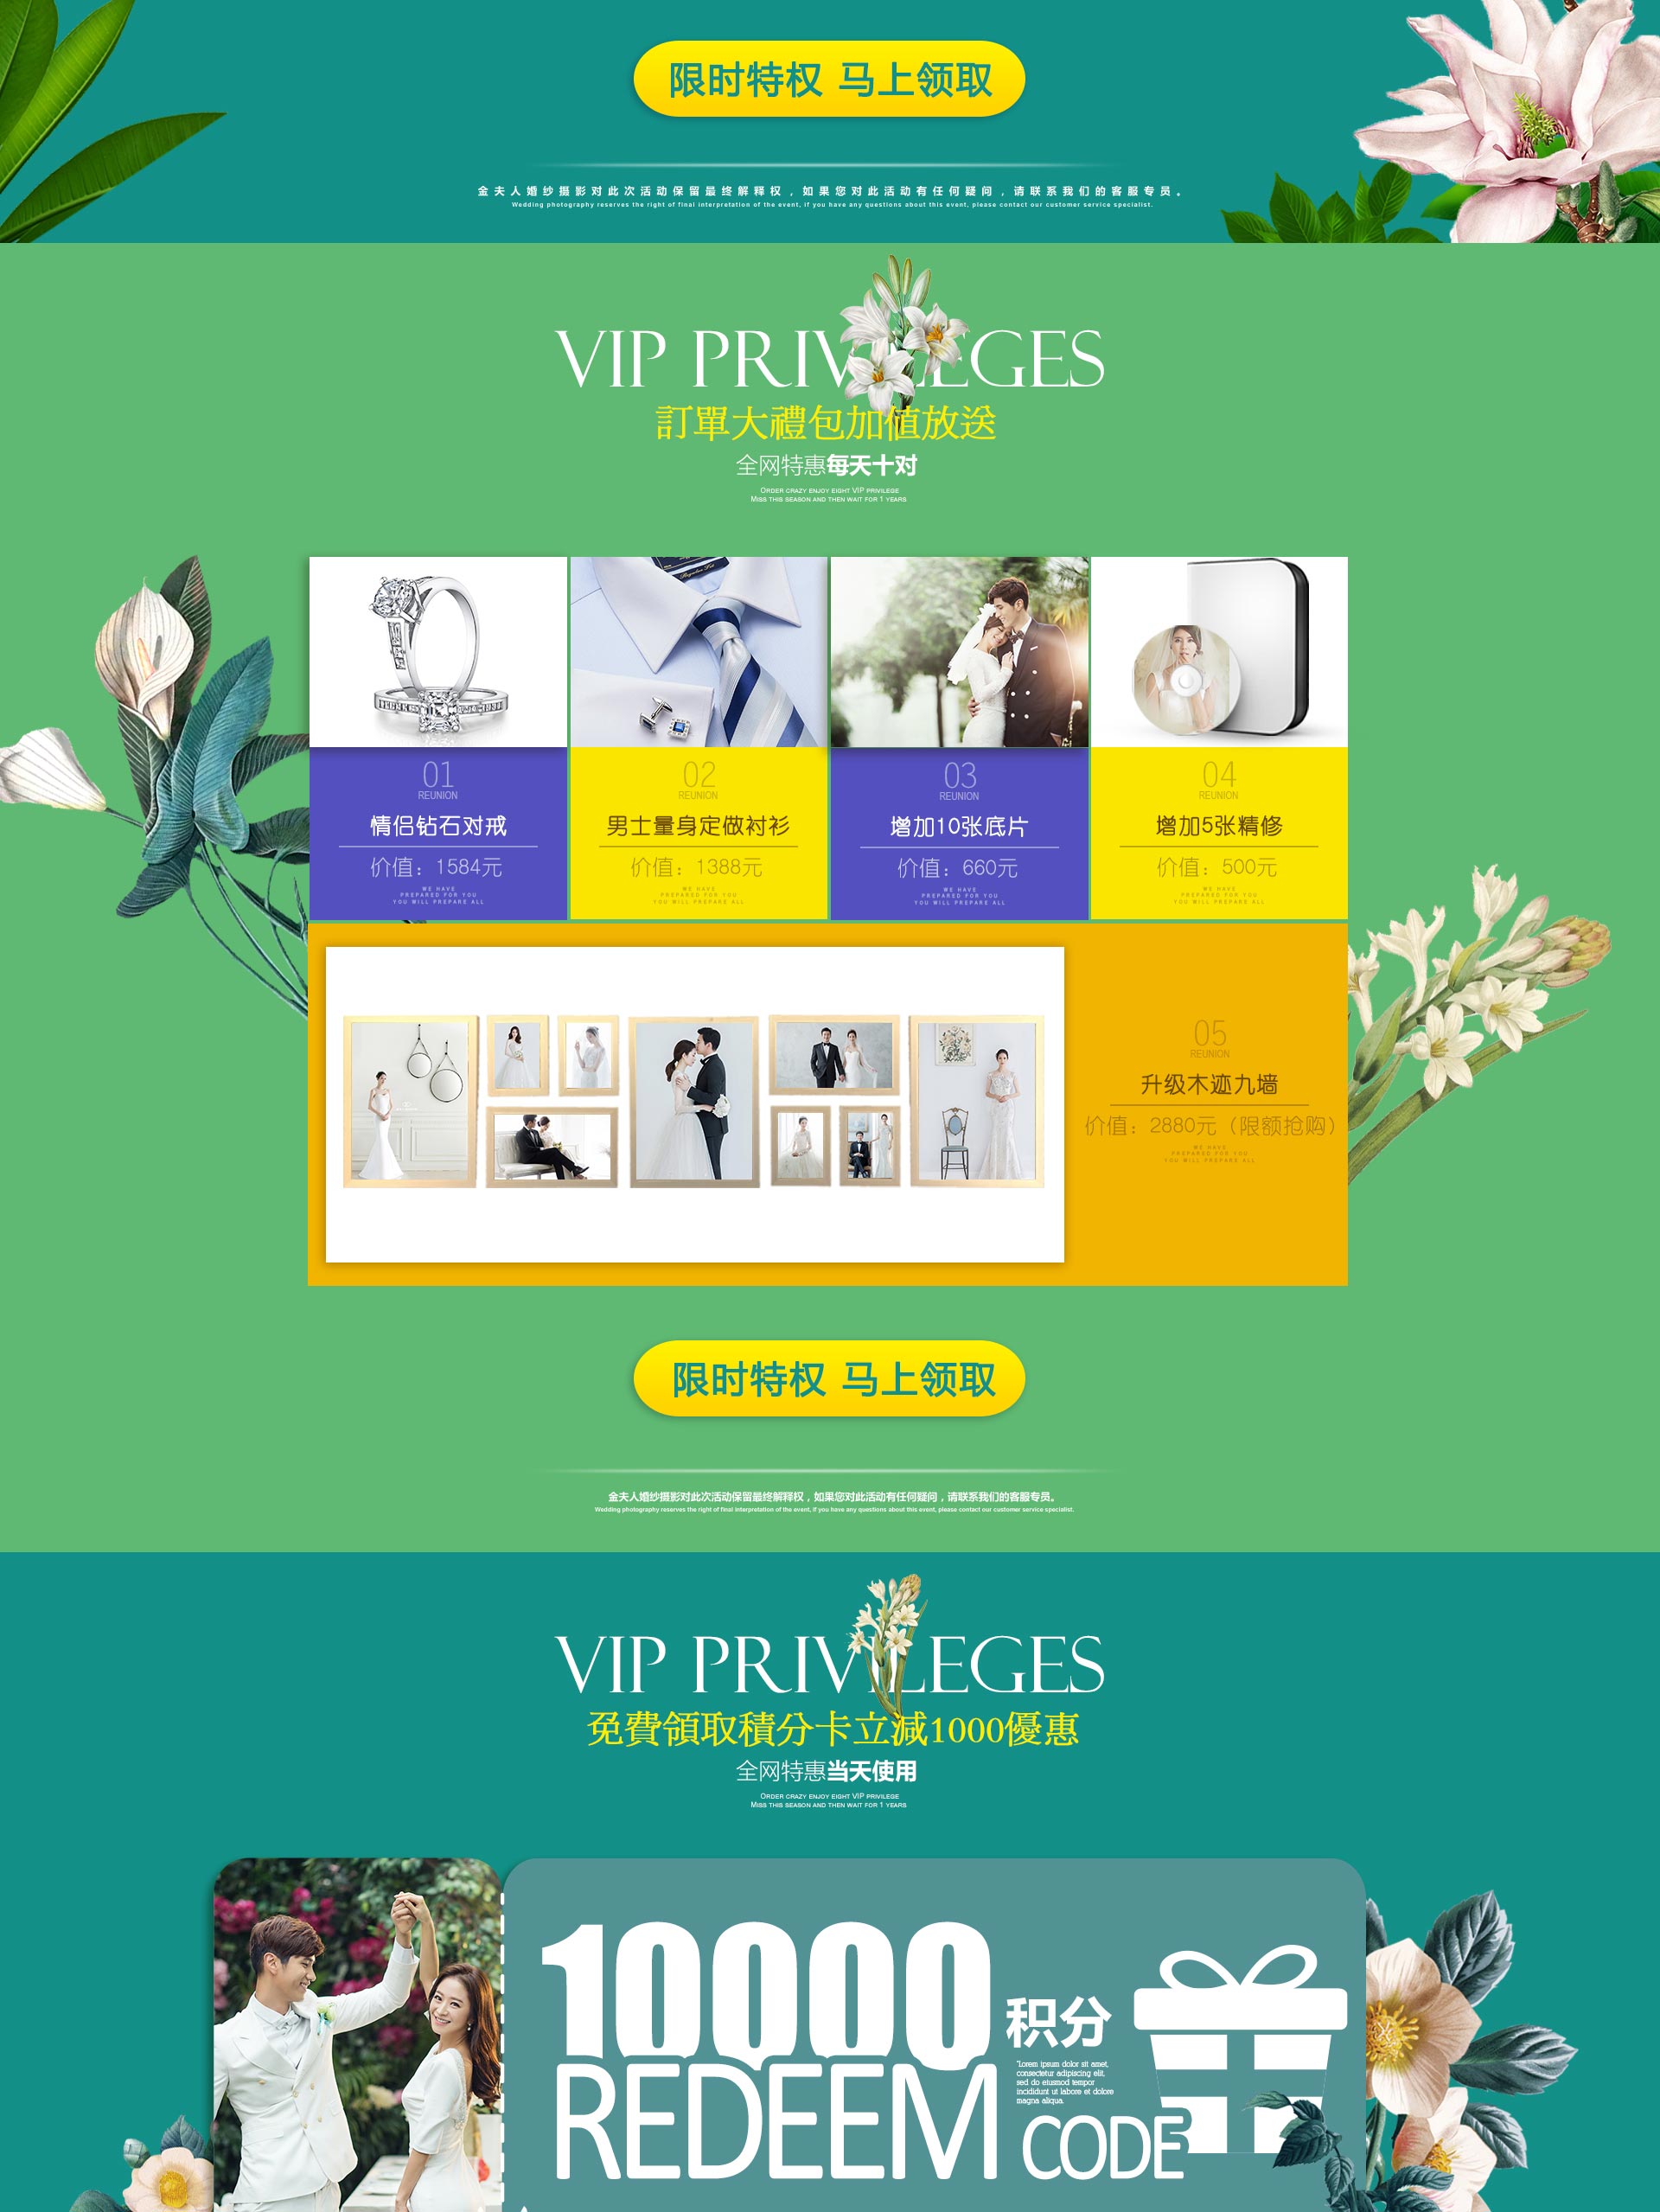 限时特权 马上领取
金夫人婚纱摄影对此次活动保留最终解释权，如果您对此活动有任何疑问，请联系我们的客服专员。
Wedding photography reserves the right of final interpretation of the event, if you have any questions about this event, please contact our customer service specialist.
VIP PRIVILEGES
訂單大禮包加值放送
全网特惠每天十对
ORDER CRAZY ENJOY EIGHT VIP PRIVILEGE
MISS THIS SEASON AND THEN WAIT FOR 1 YEARS
01
REUNION
情侣钻石对戒
价值：1584元
WE HAVE
PREPARED FOR YOU
YOU WILL PREPARE ALL
02
REUNION
男士量身定做衬衫
价值：1388元
WE HAVE
PREPARED FOR YOU
YOU WILL PREPARE ALL
03
REUNION
增加10张底片
价值：660元
WE HAVE
PREPARED FOR YOU
YOU WILL PREPARE ALL
04
REUNION
增加5张精修
价值：500元
WE HAVE
PREPARED FOR YOU
YOU WILL PREPARE ALL
05
REUNION
升级木迹九墙
价值：2880元（限额抢购）
WE HAVE
PREPARED FOR YOU
YOU WILL PREPARE ALL
限时特权 马上领取
金夫人婚纱摄影对此次活动保留最终解释权，如果您对此活动有任何疑问，请联系我们的客服专员。
Wedding photography reserves the right of final interpretation of the event, if you have any questions about this event, please contact our customer service specialist.
VIP PRIVILEGES
免費領取積分卡立减1000優惠
全网特惠当天使用
ORDER CRAZY ENJOY EIGHT VIP PRIVILEGE
MISS THIS SEASON AND THEN WAIT FOR 1 YEARS
10000
积分
REDEEM
"Lorem ipsum dolor sit amet,
consectetur adipiscing elit,
sed do eiusmod tempor
incididunt ut labore et dolore
magna aliqua.
CODE